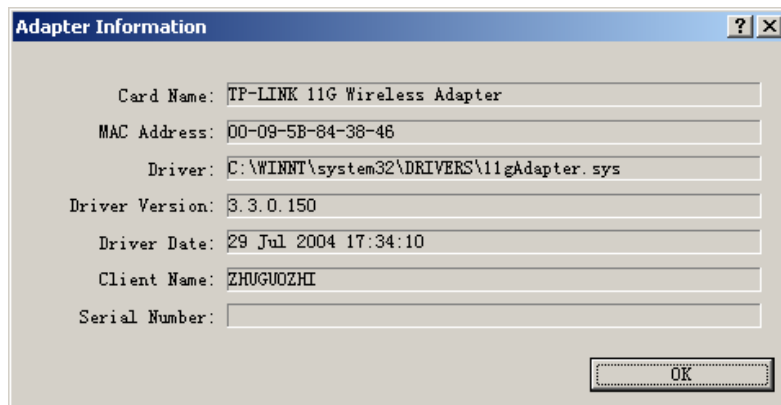 Adapter Information
Card Name: TP-LINK 11G Wireless Adapter
MAC Address: 00-09-5B-84-38-46
Driver: C:\WINNT\system32\DRIVERS\11gAdapter.sys
Driver Version: 3.3.0.150
Driver Date: 29 Jul 2004 17:34:10
Client Name: ZHUGUOZHI
Serial Number:
OK